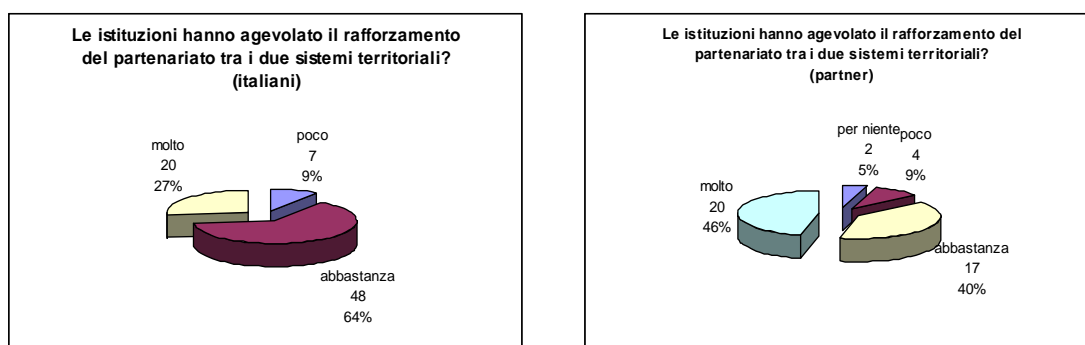 Le istituzioni hanno agevolato il rafforzamento
del partenariato tra i due sistemi territoriali?
(italiani)
poco
7
9%
molto
20
27%
abbastanza
48
64%
Le istituzioni hanno agevolato il rafforzamento del
partenariato tra i due sistemi territoriali?
(partner)
per niente
2
5%
poco
4
9%
molto
20
46%
abbastanza
17
40%